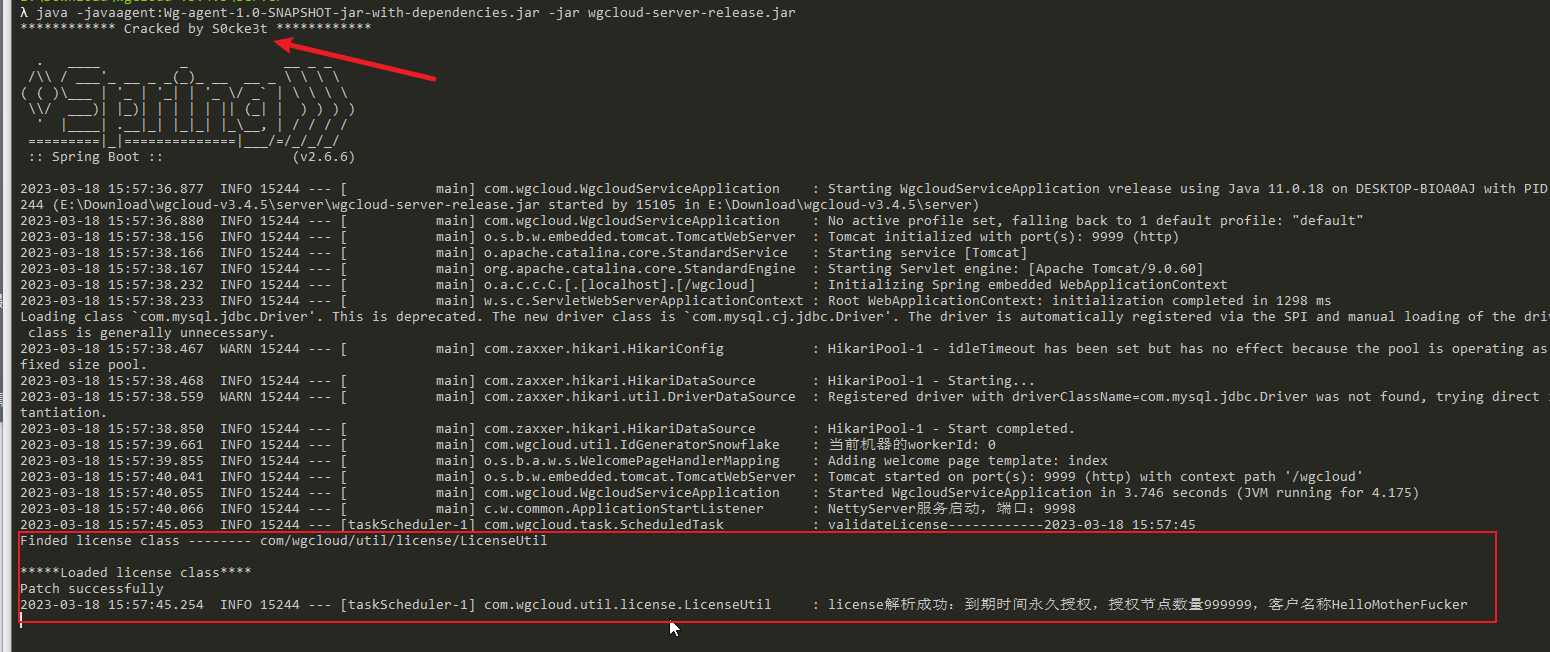 λ java -javaagent:Wg-agent-1.0-SNAPSHOT-jar-with-dependencies.jar -jar wgcloud-server-release.jar
************ Cracked by S0cke3t ************
  .   ____          _            __ _ _
 /\\ / ___'_ __ _ _(_)_ __  __ _ \ \ \ \
( ( )\___ | '_ | '_| | '_ \/ _` | \ \ \ \
 \\/  ___)| |_)| | | | | || (_| |  ) ) ) )
  '  |____| .__|_| |_|_| |_\__, | / / / /
 =========|_|==============|___/=/_/_/_/
 :: Spring Boot ::                (v2.6.6)
2023-03-18 15:57:36.877  INFO 15244 --- [           main] com.wgcloud.WgcloudServiceApplication    : Starting WgcloudServiceApplication vrelease using Java 11.0.18 on DESKTOP-BIOA0AJ with PID
244 (E:\Download\wgcloud-v3.4.5\server\wgcloud-server-release.jar started by 15105 in E:\Download\wgcloud-v3.4.5\server)
2023-03-18 15:57:36.880  INFO 15244 --- [           main] com.wgcloud.WgcloudServiceApplication    : No active profile set, falling back to 1 default profile: "default"
2023-03-18 15:57:38.156  INFO 15244 --- [           main] o.s.b.w.embedded.tomcat.TomcatWebServer  : Tomcat initialized with port(s): 9999 (http)
2023-03-18 15:57:38.166  INFO 15244 --- [           main] o.apache.catalina.core.StandardService   : Starting service [Tomcat]
2023-03-18 15:57:38.167  INFO 15244 --- [           main] org.apache.catalina.core.StandardEngine  : Starting Servlet engine: [Apache Tomcat/9.0.60]
2023-03-18 15:57:38.232  INFO 15244 --- [           main] o.a.c.c.C.[.[localhost].[/wgcloud]       : Initializing Spring embedded WebApplicationContext
2023-03-18 15:57:38.233  INFO 15244 --- [           main] w.s.c.ServletWebServerApplicationContext : Root WebApplicationContext: initialization completed in 1298 ms
Loading class `com.mysql.jdbc.Driver'. This is deprecated. The new driver class is `com.mysql.cj.jdbc.Driver'. The driver is automatically registered via the SPI and manual loading of the driv
 class is generally unnecessary.
2023-03-18 15:57:38.467  WARN 15244 --- [           main] com.zaxxer.hikari.HikariConfig           : HikariPool-1 - idleTimeout has been set but has no effect because the pool is operating as
fixed size pool.
2023-03-18 15:57:38.468  INFO 15244 --- [           main] com.zaxxer.hikari.HikariDataSource       : HikariPool-1 - Starting...
2023-03-18 15:57:38.559  WARN 15244 --- [           main] com.zaxxer.hikari.util.DriverDataSource  : Registered driver with driverClassName=com.mysql.jdbc.Driver was not found, trying direct
tantiation.
2023-03-18 15:57:38.850  INFO 15244 --- [           main] com.zaxxer.hikari.HikariDataSource       : HikariPool-1 - Start completed.
2023-03-18 15:57:39.661  INFO 15244 --- [           main] com.wgcloud.util.IdGeneratorSnowflake    : 当前机器的workerId: 0
2023-03-18 15:57:39.855  INFO 15244 --- [           main] o.s.b.a.w.s.WelcomePageHandlerMapping    : Adding welcome page template: index
2023-03-18 15:57:40.041  INFO 15244 --- [           main] o.s.b.w.embedded.tomcat.TomcatWebServer  : Tomcat started on port(s): 9999 (http) with context path '/wgcloud'
2023-03-18 15:57:40.055  INFO 15244 --- [           main] com.wgcloud.WgcloudServiceApplication    : Started WgcloudServiceApplication in 3.746 seconds (JVM running for 4.175)
2023-03-18 15:57:40.066  INFO 15244 --- [           main] c.w.common.ApplicationStartListener      : NettyServer服务启动，端口：9998
2023-03-18 15:57:45.053  INFO 15244 --- [taskScheduler-1] com.wgcloud.task.ScheduledTask           : validateLicense------------2023-03-18 15:57:45
Finded license class -------- com/wgcloud/util/license/LicenseUtil
*****Loaded license class****
Patch successfully
2023-03-18 15:57:45.254  INFO 15244 --- [taskScheduler-1] com.wgcloud.util.license.LicenseUtil     : license解析成功：到期时间永久授权，授权节点数量999999，客户名称HelloMotherFucker